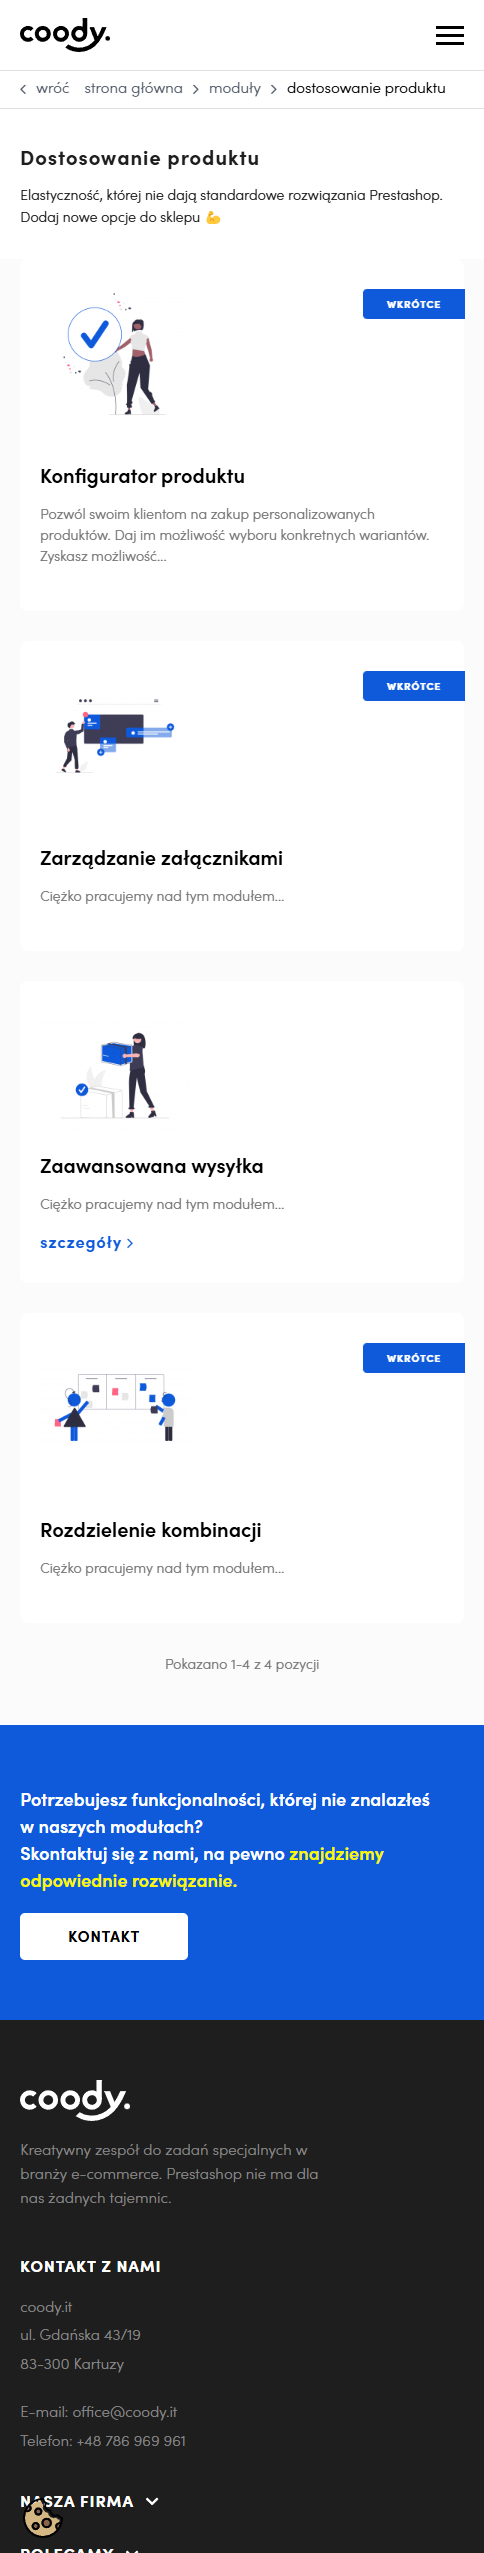 coody.
wróć strona główna moduły dostosowanie produktu
Dostosowanie produktu
Elastyczność, której nie dają standardowe rozwiązania Prestashop.
Dodaj nowe opcje do sklepu 💪
WKRÓTCE
Konfigurator produktu
Pozwól swoim klientom na zakup personalizowanych
produktów. Daj im możliwość wyboru konkretnych wariantów.
Zyskasz możliwość...
WKRÓTCE
Zarządzanie załącznikami
Ciężko pracujemy nad tym modułem...
Zaawansowana wysyłka
Ciężko pracujemy nad tym modułem...
szczegóły
WKRÓTCE
Rozdzielenie kombinacji
Ciężko pracujemy nad tym modułem...
Pokazano 1-4 z 4 pozycji
Potrzebujesz funkcjonalności, której nie znalazłeś
w naszych modułach?
Skontaktuj się z nami, na pewno znajdziemy
odpowiednie rozwiązanie.
KONTAKT
coody.
Kreatywny zespół do zadań specjalnych w
branży e-commerce. Prestashop nie ma dla
nas żadnych tajemnic.
KONTAKT Z NAMI
coody.it
ul. Gdańska 43/19
83-300 Kartuzy
E-mail: office@coody.it
Telefon: +48 786 969 961
NASZA FIRMA
POLECAMY